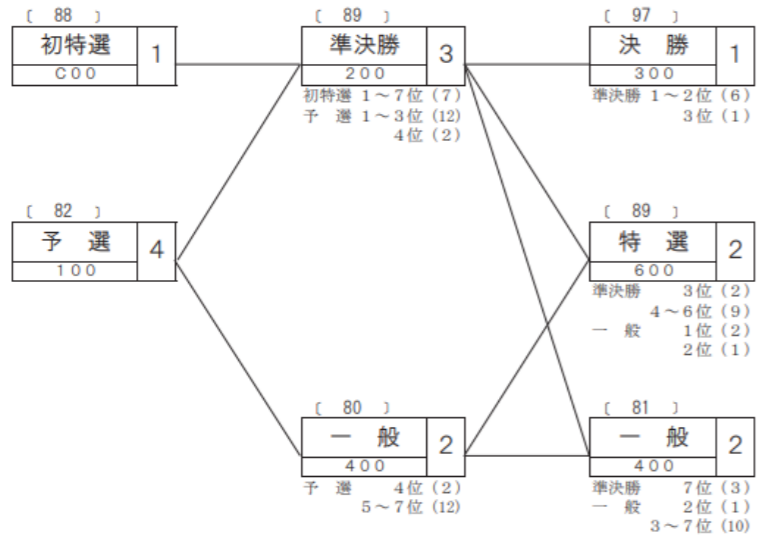 〔 88 〕
初特選 1
C00
〔 89 〕
準決勝 3
200
初特選 1～7位(7)
予 選 1～3位(12)
4位(2)
〔 97 〕
決 勝 1
300
準決勝 1～2位(6)
3位(1)
〔 82 〕
予 選 4
100
〔 89 〕
特 選 2
600
準決勝 3位(2)
4～6位(9)
一 般 1位(2)
2位(1)
〔 80 〕
一 般 2
400
予 選 4位(2)
5～7位(12)
〔 81 〕
一 般 2
400
準決勝 7位(3)
一 般 2位(1)
3～7位(10)